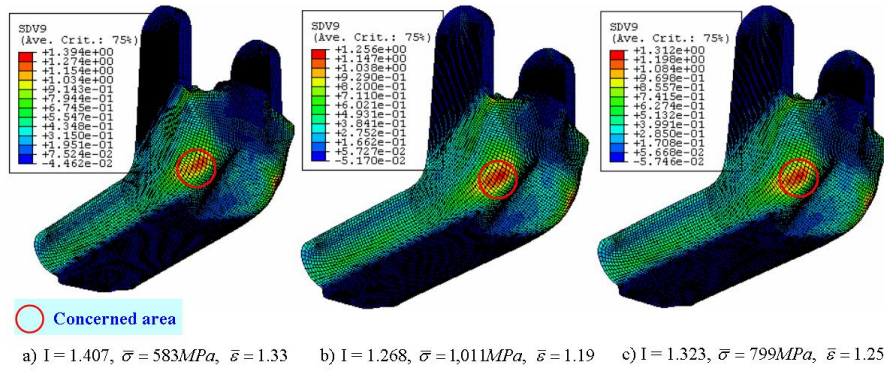 SDV9
(Ave. Crit.: 75%)
+1.394e+00
+1.274e+00
+1.154e+00
+1.034e+00
+9.143e-01
+7.944e-01
+6.745e-01
+5.547e-01
+4.348e-01
+3.150e-01
+1.951e-01
+7.524e-02
-4.462e-02
SDV9
(Ave. Crit.: 75%)
+1.256e+00
+1.147e+00
+1.038e+00
+9.290e-01
+8.200e-01
+7.110e-01
+6.021e-01
+4.931e-01
+3.841e-01
+2.752e-01
+1.662e-01
+5.727e-02
-5.170e-02
SDV9
(Ave. Crit.: 75%)
+1.312e+00
+1.198e+00
+1.084e+00
+9.698e-01
+8.557e-01
+7.415e-01
+6.274e-01
+5.132e-01
+3.991e-01
+2.850e-01
+1.708e-01
+5.668e-02
-5.746e-02
Concerned area
a) I = 1.407, σ̅ = 583MPa, ε̅ = 1.33
b) I = 1.268, σ̅ = 1,011MPa, ε̅ = 1.19
c) I = 1.323, σ̅ = 799MPa, ε̅ = 1.25